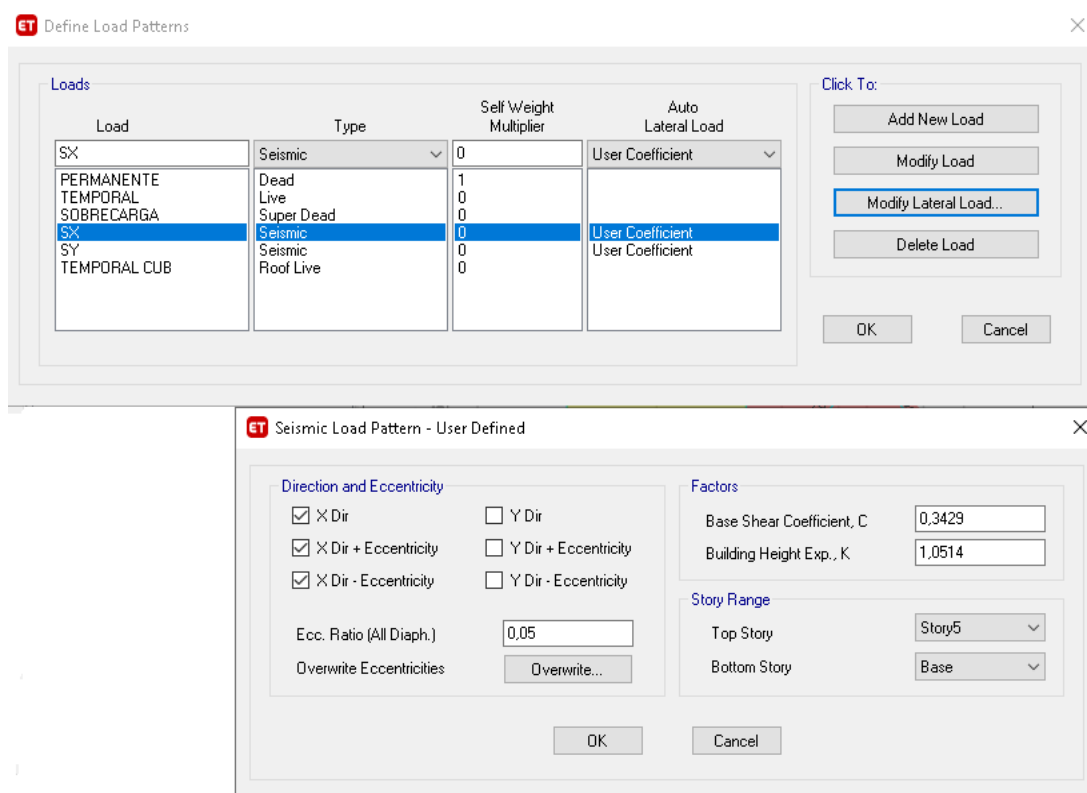 ET Define Load Patterns
Loads
Click To:
Load Type Self Weight Multiplier Auto Lateral Load
SX Seismic 0 User Coefficient
PERMANENTE Dead 1
TEMPORAL Live 0
SOBRECARGA Super Dead 0
SX Seismic 0 User Coefficient
SY Seismic 0 User Coefficient
TEMPORAL CUB Roof Live 0
Add New Load
Modify Load
Modify Lateral Load...
Delete Load
OK Cancel
ET Seismic Load Pattern - User Defined
Direction and Eccentricity
X Dir Y Dir
X Dir + Eccentricity Y Dir + Eccentricity
X Dir - Eccentricity Y Dir - Eccentricity
Ecc. Ratio (All Diaph.) 0,05
Overwrite Eccentricities Overwrite...
Factors
Base Shear Coefficient, C 0,3429
Building Height Exp., K 1,0514
Story Range
Top Story Story5
Bottom Story Base
OK Cancel